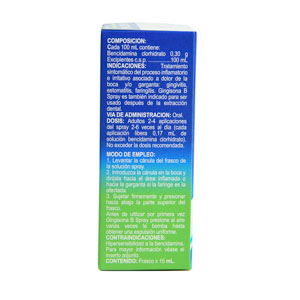 COMPOSICION:
Cada 100 mL contiene:
Bencidamina clorhidrato 0,30 g
Excipientes c.s.p. 100 mL
INDICACIONES: Tratamiento
sintomático del proceso inflamatorio
e irritativo asociado a dolor de la
boca y/o garganta: gingivitis,
estomatitis, faringitis. Gingisona B
Spray es también indicado para ser
usado después de la extracción
dental.
VIA DE ADMINISTRACION: Oral.
DOSIS: Adultos 2-4 aplicaciones
del spray 2-6 veces al día (cada
aplicación libera 0,17 mL de
solución bencidamina clorhidrato).
No exceder la dosis recomendada.
MODO DE EMPLEO:
1. Levantar la cánula del frasco de
la solución spray.
2. Introduzca la cánula en la boca y
diríjala hacia el área inflamada o
hacia la garganta si la faringe es la
afectada.
3. Sujetar firmemente y presionar
hacia abajo la parte superior del
frasco.
Antes de utilizar por primera vez
Gingisona B Spray presione al aire
varias veces la bomba hasta
obtener una expulsión uniforme.
CONTRAINDICACIONES:
Hipersensibilidad a la bencidamina.
Para mayor información véase el
inserto adjunto.
CONTENIDO: Frasco x 15 mL.